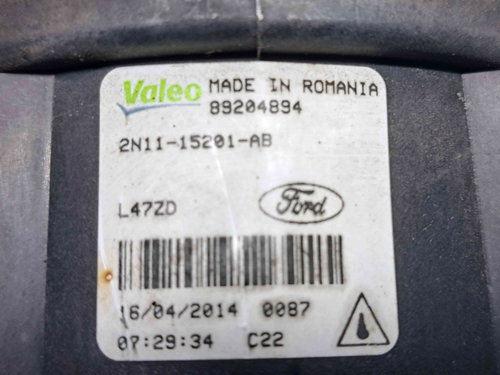 Valeo MADE IN ROMANIA
89204894
2N11-15201-AB
L47ZD Ford
16/04/2014 0087
07:29:34 C22